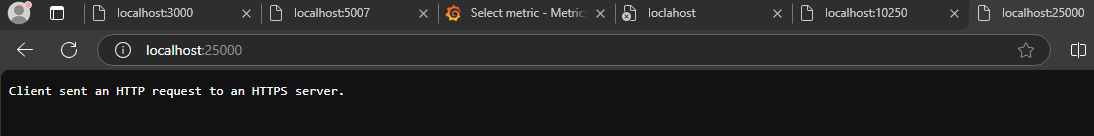 localhost:3000
localhost:5007
Select metric - Metric
loclahost
localhost:10250
localhost:25000
localhost:25000
Client sent an HTTP request to an HTTPS server.